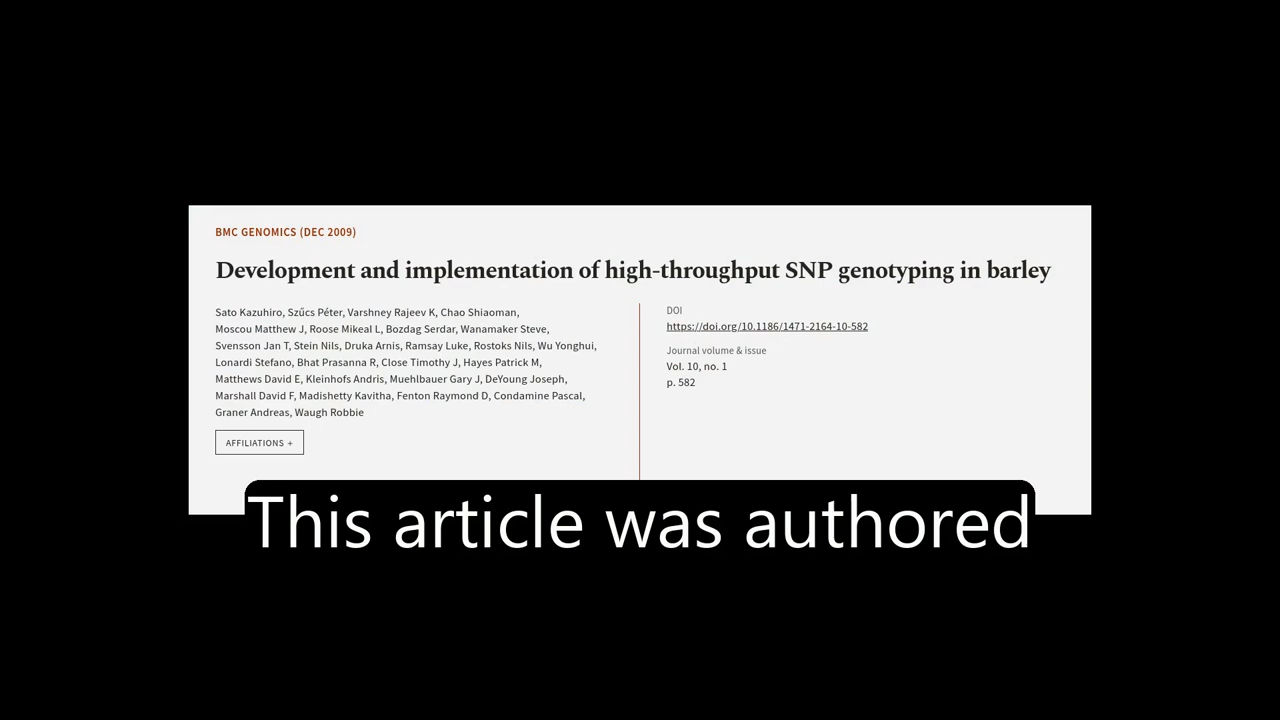 BMC GENOMICS (DEC 2009)
Development and implementation of high-throughput SNP genotyping in barley
Sato Kazuhiro, Szűcs Péter, Varshney Rajeev K, Chao Shiaoman,
Moscou Matthew J, Roose Mikeal L, Bozdag Serdar, Wanamaker Steve,
Svensson Jan T, Stein Nils, Druka Arnis, Ramsay Luke, Rostoks Nils, Wu Yonghui,
Lonardi Stefano, Bhat Prasanna R, Close Timothy J, Hayes Patrick M,
Matthews David E, Kleinhofs Andris, Muehlbauer Gary J, DeYoung Joseph,
Marshall David F, Madishetty Kavitha, Fenton Raymond D, Condamine Pascal,
Graner Andreas, Waugh Robbie
AFFILIATIONS +
DOI
https://doi.org/10.1186/1471-2164-10-582
Journal volume & issue
Vol. 10, no. 1
p. 582
This article was authored